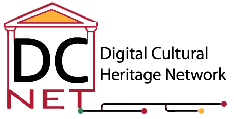 DC
NET
Digital Cultural
Heritage Network